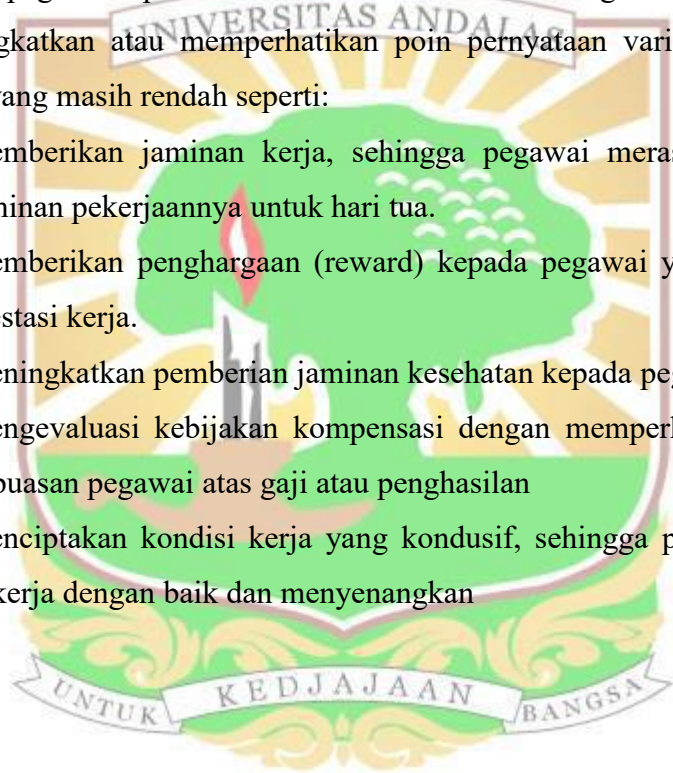 UNIVERSITAS ANDALAS
gkatkan atau memperhatikan poin pernyataan vari
yang masih rendah seperti:
emberikan jaminan kerja, sehingga pegawai meras
ninan pekerjaannya untuk hari tua.
emberikan penghargaan (reward) kepada pegawai y
estasi kerja.
eningkatkan pemberian jaminan kesehatan kepada peg
engevaluasi kebijakan kompensasi dengan memperl
puasan pegawai atas gaji atau penghasilan
enciptakan kondisi kerja yang kondusif, sehingga p
kerja dengan baik dan menyenangkan
UNTUK KEDJAJAAN BANGSA